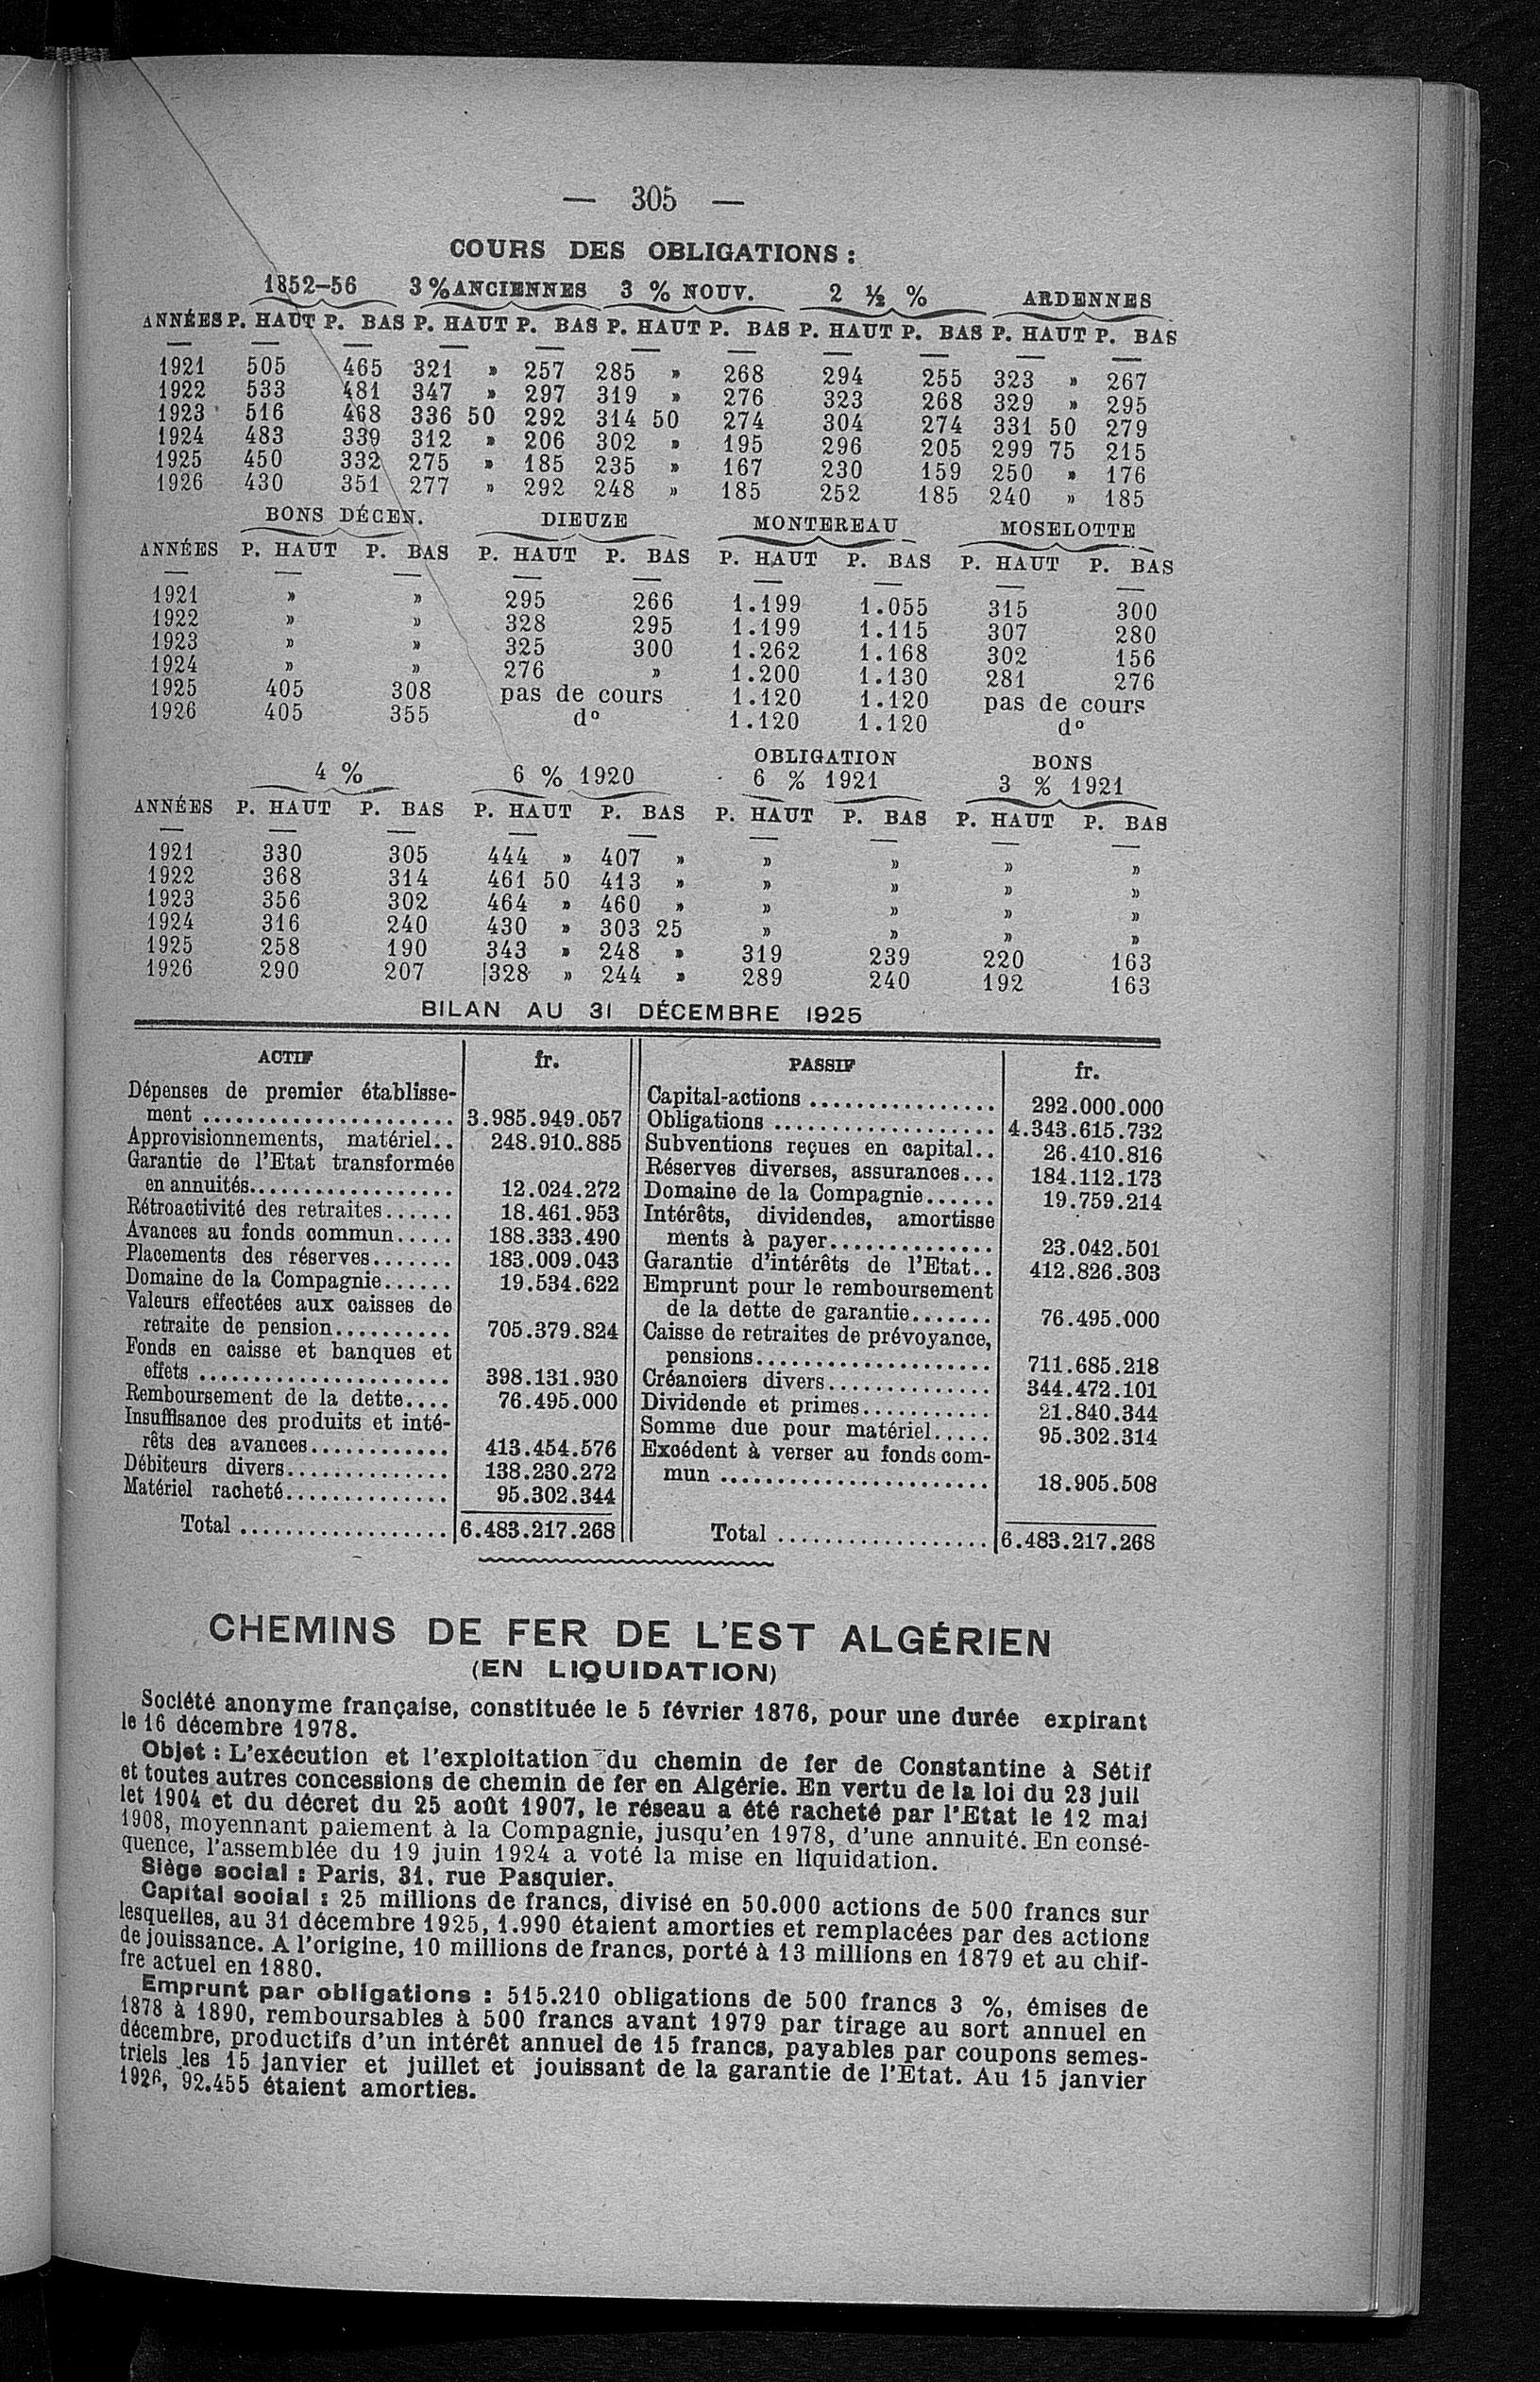 — 305 —
COURS DES OBLIGATIONS :
1852-56 3 % ANCIENNES 3 % NOUV. 2 ½ % ARDENNES
ANNÉES P. HAUT P. BAS P. HAUT P. BAS P. HAUT P. BAS P. HAUT P. BAS P. HAUT P. BAS
1921 505 465 321 » 257 285 » 268 294 255 323 » 267
1922 533 481 347 » 297 319 » 276 323 268 329 » 295
1923 516 468 336 50 292 314 50 274 304 274 331 50 279
1924 483 339 312 » 206 302 » 195 296 205 299 75 215
1925 450 332 275 » 185 235 » 167 230 159 250 » 176
1926 430 351 277 » 292 248 » 185 252 185 240 » 185
BONS DÉCEN. DIEUZE MONTEREAU MOSELOTTE
ANNÉES P. HAUT P. BAS P. HAUT P. BAS P. HAUT P. BAS P. HAUT P. BAS
1921 » » 295 266 1.199 1.055 315 300
1922 » » 328 295 1.199 1.115 307 280
1923 » » 325 300 1.262 1.168 302 156
1924 » » 276 » 1.200 1.130 281 276
1925 405 308 pas de cours 1.120 1.120 pas de cours
1926 405 355 dº 1.120 1.120 dº
4 % 6 % 1920 OBLIGATION 6 % 1921 BONS 3 % 1921
ANNÉES P. HAUT P. BAS P. HAUT P. BAS P. HAUT P. BAS P. HAUT P. BAS
1921 330 305 444 » 407 » » » » »
1922 368 314 461 50 413 » » » » »
1923 356 302 464 » 460 » » » » »
1924 316 240 430 » 303 25 » » » »
1925 258 190 343 » 248 » 319 239 220 163
1926 290 207 328 » 244 » 289 240 192 163
BILAN AU 31 DÉCEMBRE 1925
ACTIF fr.
Dépenses de premier établisse-
ment ...................... 3.985.949.057
Approvisionnements, matériel.. 248.910.885
Garantie de l'Etat transformée
en annuités.................. 12.024.272
Rétroactivité des retraites...... 18.461.953
Avances au fonds commun..... 188.333.490
Placements des réserves....... 183.009.043
Domaine de la Compagnie...... 19.534.622
Valeurs effectées aux caisses de
retraite de pension.......... 705.379.824
Fonds en caisse et banques et
effets ...................... 398.131.930
Remboursement de la dette.... 76.495.000
Insuffisance des produits et inté-
rêts des avances............ 413.454.576
Débiteurs divers.............. 138.230.272
Matériel racheté.............. 95.302.344
Total .................. 6.483.217.268
PASSIF fr.
Capital-actions ................ 292.000.000
Obligations ................... 4.343.615.732
Subventions reçues en capital.. 26.410.816
Réserves diverses, assurances... 184.112.173
Domaine de la Compagnie...... 19.759.214
Intérêts, dividendes, amortisse
ments à payer.............. 23.042.501
Garantie d'intérêts de l'Etat.. 412.826.303
Emprunt pour le remboursement
de la dette de garantie....... 76.495.000
Caisse de retraites de prévoyance,
pensions.................... 711.685.218
Créanciers divers.............. 344.472.101
Dividende et primes........... 21.840.344
Somme due pour matériel..... 95.302.314
Excédent à verser au fonds com-
mun ....................... 18.905.508
Total .................. 6.483.217.268
CHEMINS DE FER DE L'EST ALGÉRIEN
(EN LIQUIDATION)
Société anonyme française, constituée le 5 février 1876, pour une durée expirant
le 16 décembre 1978.
Objet : L'exécution et l'exploitation du chemin de fer de Constantine à Sétif
et toutes autres concessions de chemin de fer en Algérie. En vertu de la loi du 23 juil
let 1904 et du décret du 25 août 1907, le réseau a été racheté par l'Etat le 12 mai
1908, moyennant paiement à la Compagnie, jusqu'en 1978, d'une annuité. En consé-
quence, l'assemblée du 19 juin 1924 a voté la mise en liquidation.
Siège social : Paris, 31, rue Pasquier.
Capital social : 25 millions de francs, divisé en 50.000 actions de 500 francs sur
lesquelles, au 31 décembre 1925, 1.990 étaient amorties et remplacées par des actions
de jouissance. A l'origine, 10 millions de francs, porté à 13 millions en 1879 et au chif-
fre actuel en 1880.
Emprunt par obligations : 515.210 obligations de 500 francs 3 %, émises de
1878 à 1890, remboursables à 500 francs avant 1979 par tirage au sort annuel en
décembre, productifs d'un intérêt annuel de 15 francs, payables par coupons semes-
triels les 15 janvier et juillet et jouissant de la garantie de l'Etat. Au 15 janvier
1926, 92.455 étaient amorties.